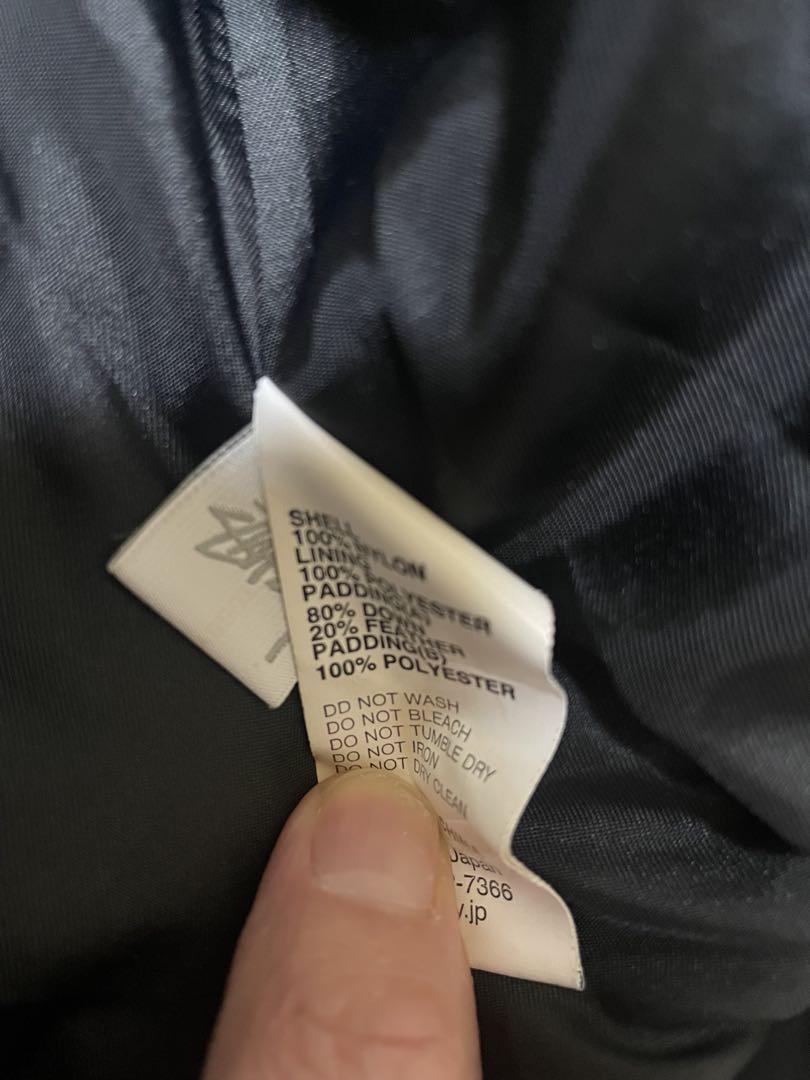 SHELL
100% NYLON
LINING
100% POLYESTER
PADDING(A)
80% DOWN
20% FEATHER
PADDING(B)
100% POLYESTER
DD NOT WASH
DO NOT BLEACH
DO NOT TUMBLE DRY
DO NOT IRON
DO NOT DRY CLEAN
Japan
-7366
y.jp